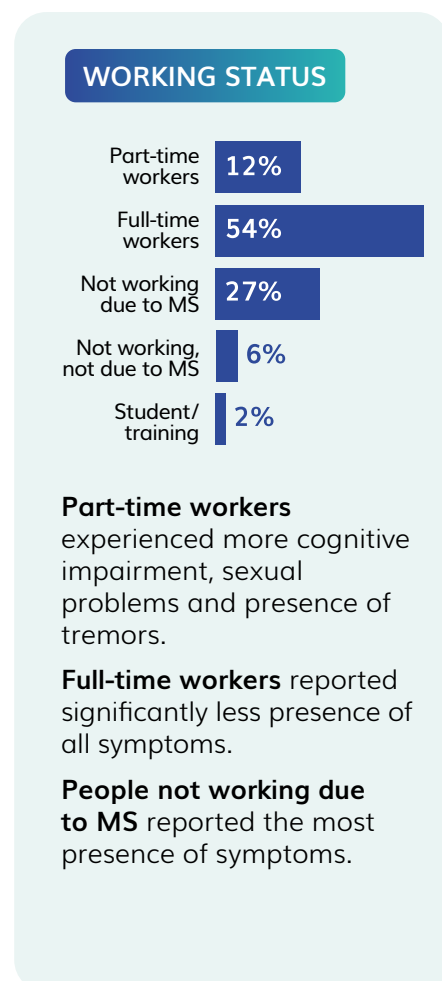 WORKING STATUS
Part-time
workers
12%
Full-time
workers
54%
Not working
due to MS
27%
Not working,
not due to MS
6%
Student/
training
2%
Part-time workers
experienced more cognitive
impairment, sexual
problems and presence of
tremors.
Full-time workers reported
significantly less presence of
all symptoms.
People not working due
to MS reported the most
presence of symptoms.